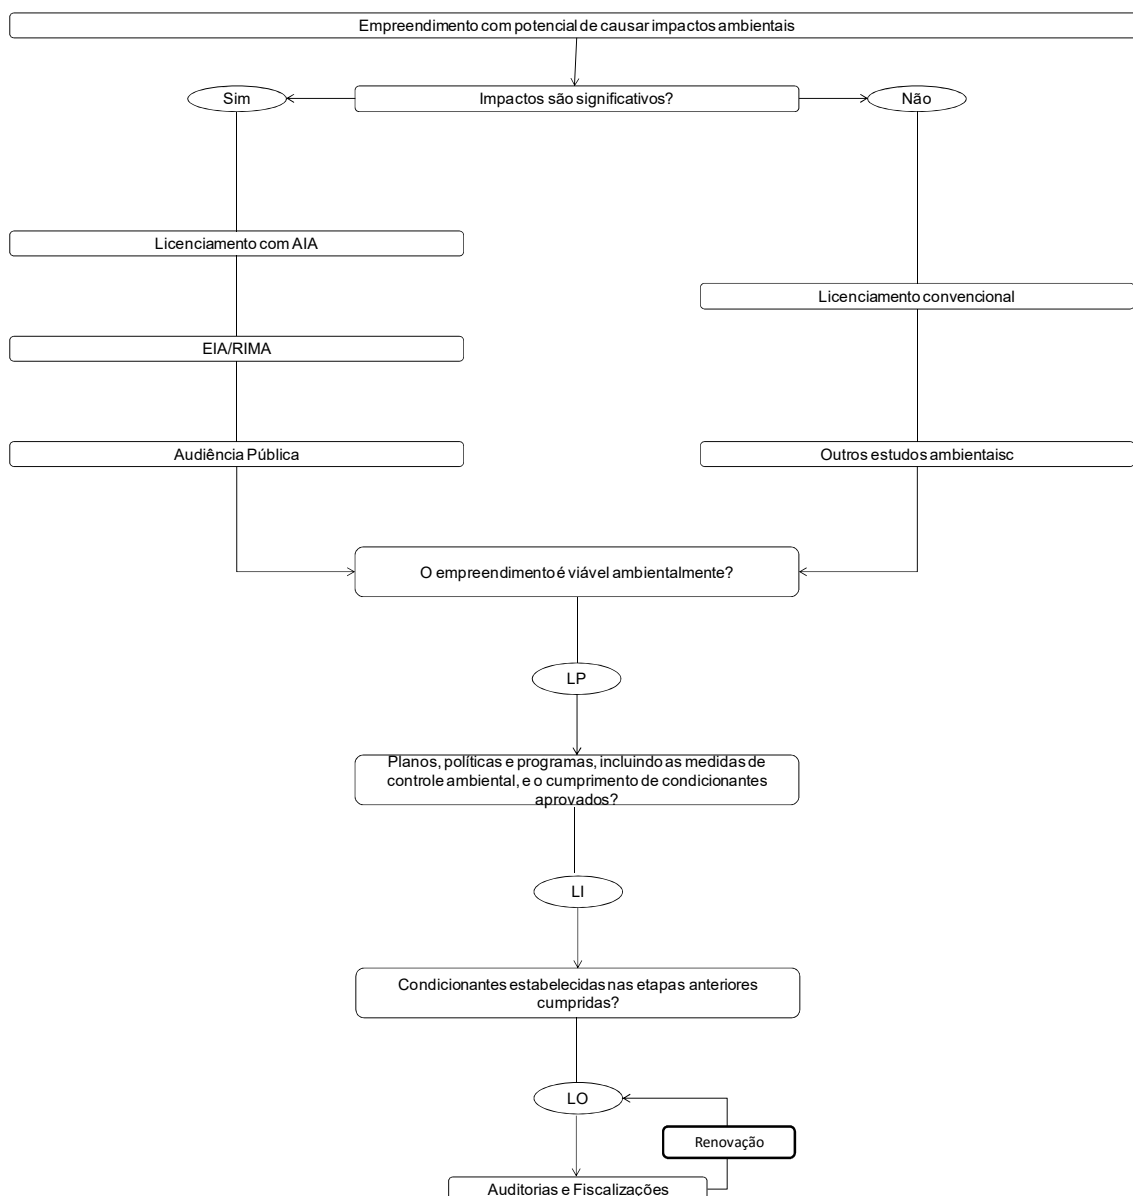 Empreendimento com potencial de causar impactos ambientais
Sim
Impactos são significativos?
Não
Licenciamento com AIA
Licenciamento convencional
EIA/RIMA
Audiência Pública
Outros estudos ambientaisc
O empreendimento é viável ambientalmente?
LP
Planos, políticas e programas, incluindo as medidas de
controle ambiental, e o cumprimento de condicionantes
aprovados?
LI
Condicionantes estabelecidas nas etapas anteriores
cumpridas?
LO
Renovação
Auditorias e Fiscalizações